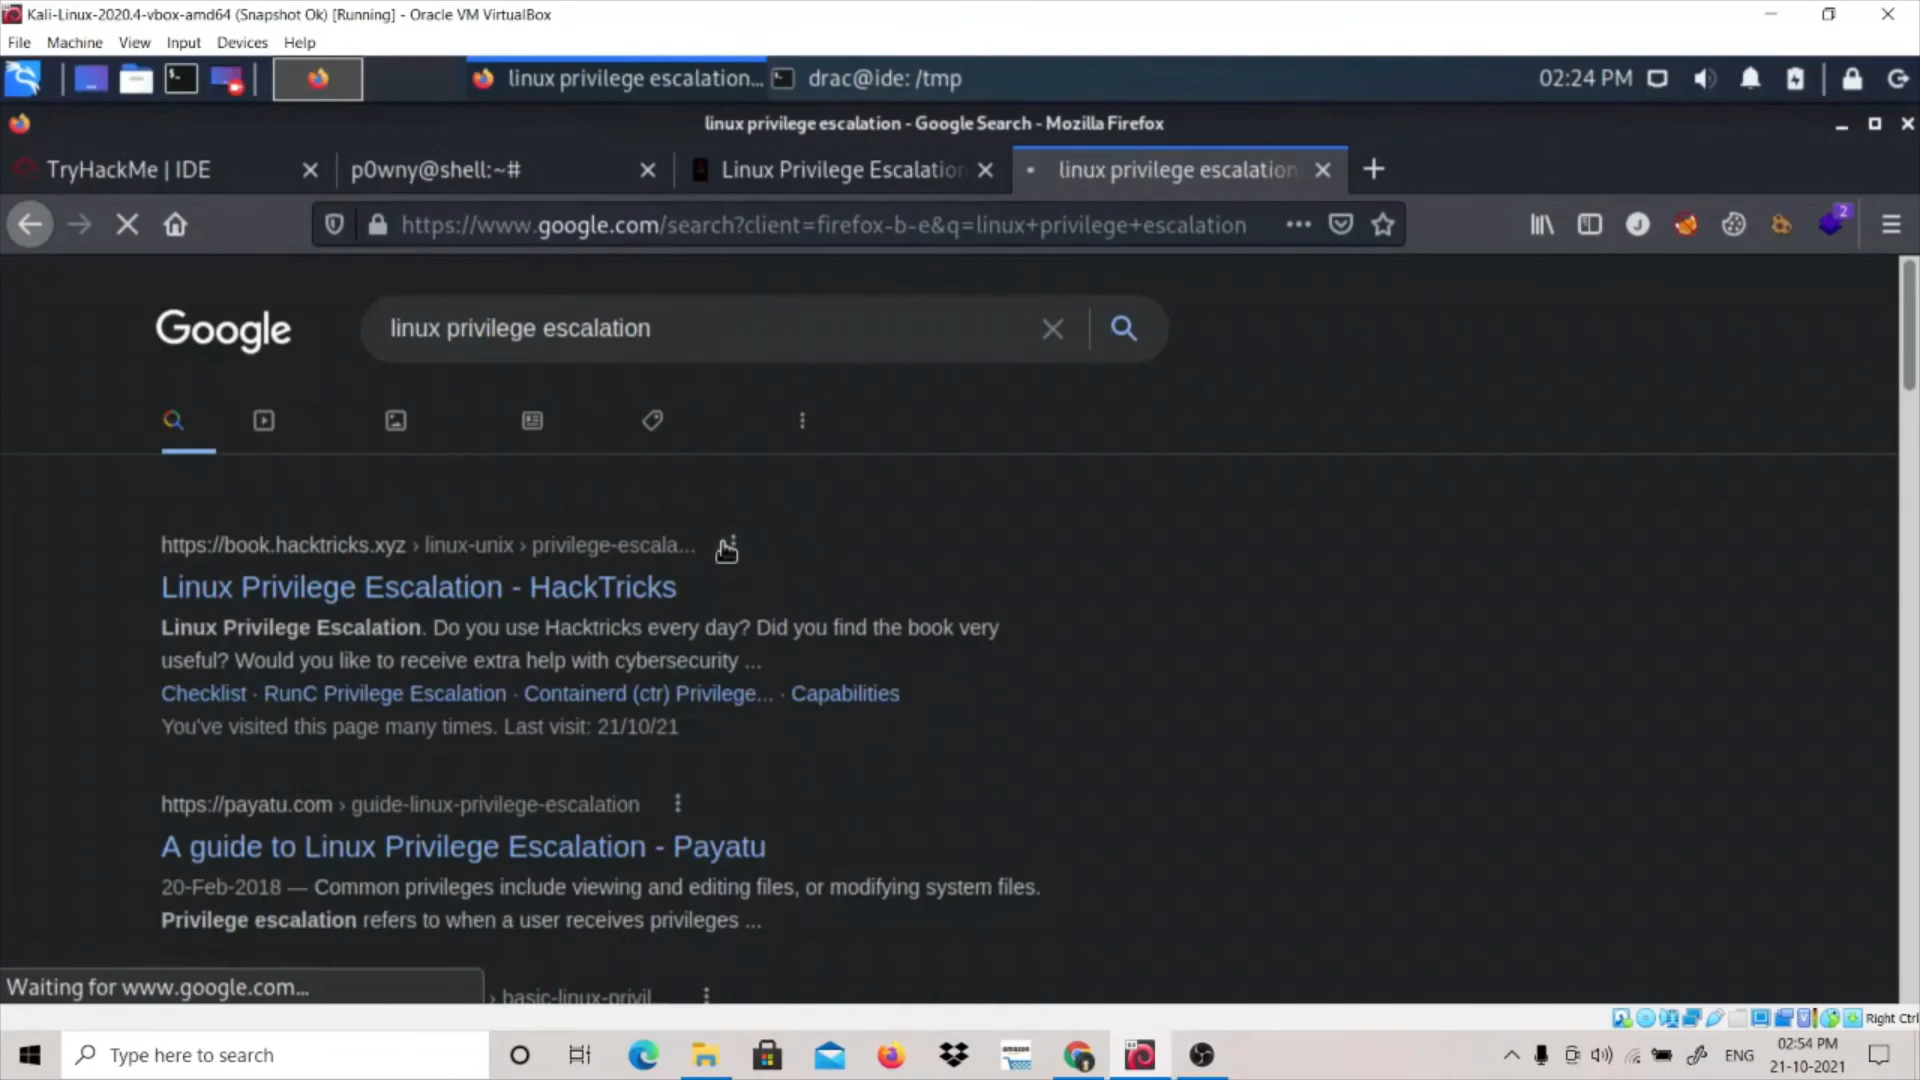 Kali-Linux-2020.4-vbox-amd64 (Snapshot Ok) [Running] - Oracle VM VirtualBox
File Machine View Input Devices Help
linux privilege escalation... drac@ide: /tmp 02:24 PM
linux privilege escalation - Google Search - Mozilla Firefox
TryHackMe | IDE p0wny@shell:~# Linux Privilege Escalation linux privilege escalation
https://www.google.com/search?client=firefox-b-e&q=linux+privilege+escalation 2
Google linux privilege escalation
https://book.hacktricks.xyz › linux-unix › privilege-escala...
Linux Privilege Escalation - HackTricks
Linux Privilege Escalation. Do you use Hacktricks every day? Did you find the book very
useful? Would you like to receive extra help with cybersecurity ...
Checklist · RunC Privilege Escalation · Containerd (ctr) Privilege... · Capabilities
You've visited this page many times. Last visit: 21/10/21
https://payatu.com › guide-linux-privilege-escalation
A guide to Linux Privilege Escalation - Payatu
20-Feb-2018 — Common privileges include viewing and editing files, or modifying system files.
Privilege escalation refers to when a user receives privileges ...
Waiting for www.google.com... › basic-linux-privil...
Right Ctrl
Type here to search amazon ENG 02:54 PM
21-10-2021